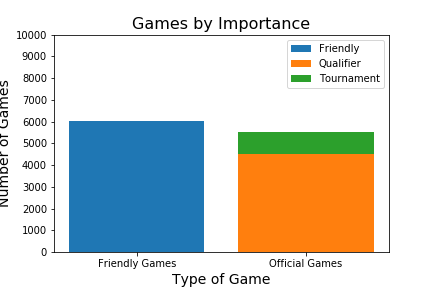 Games by Importance
10000
9000
8000
7000
6000
5000
4000
3000
2000
1000
0
Number of Games
Friendly
Qualifier
Tournament
Friendly Games
Official Games
Type of Game